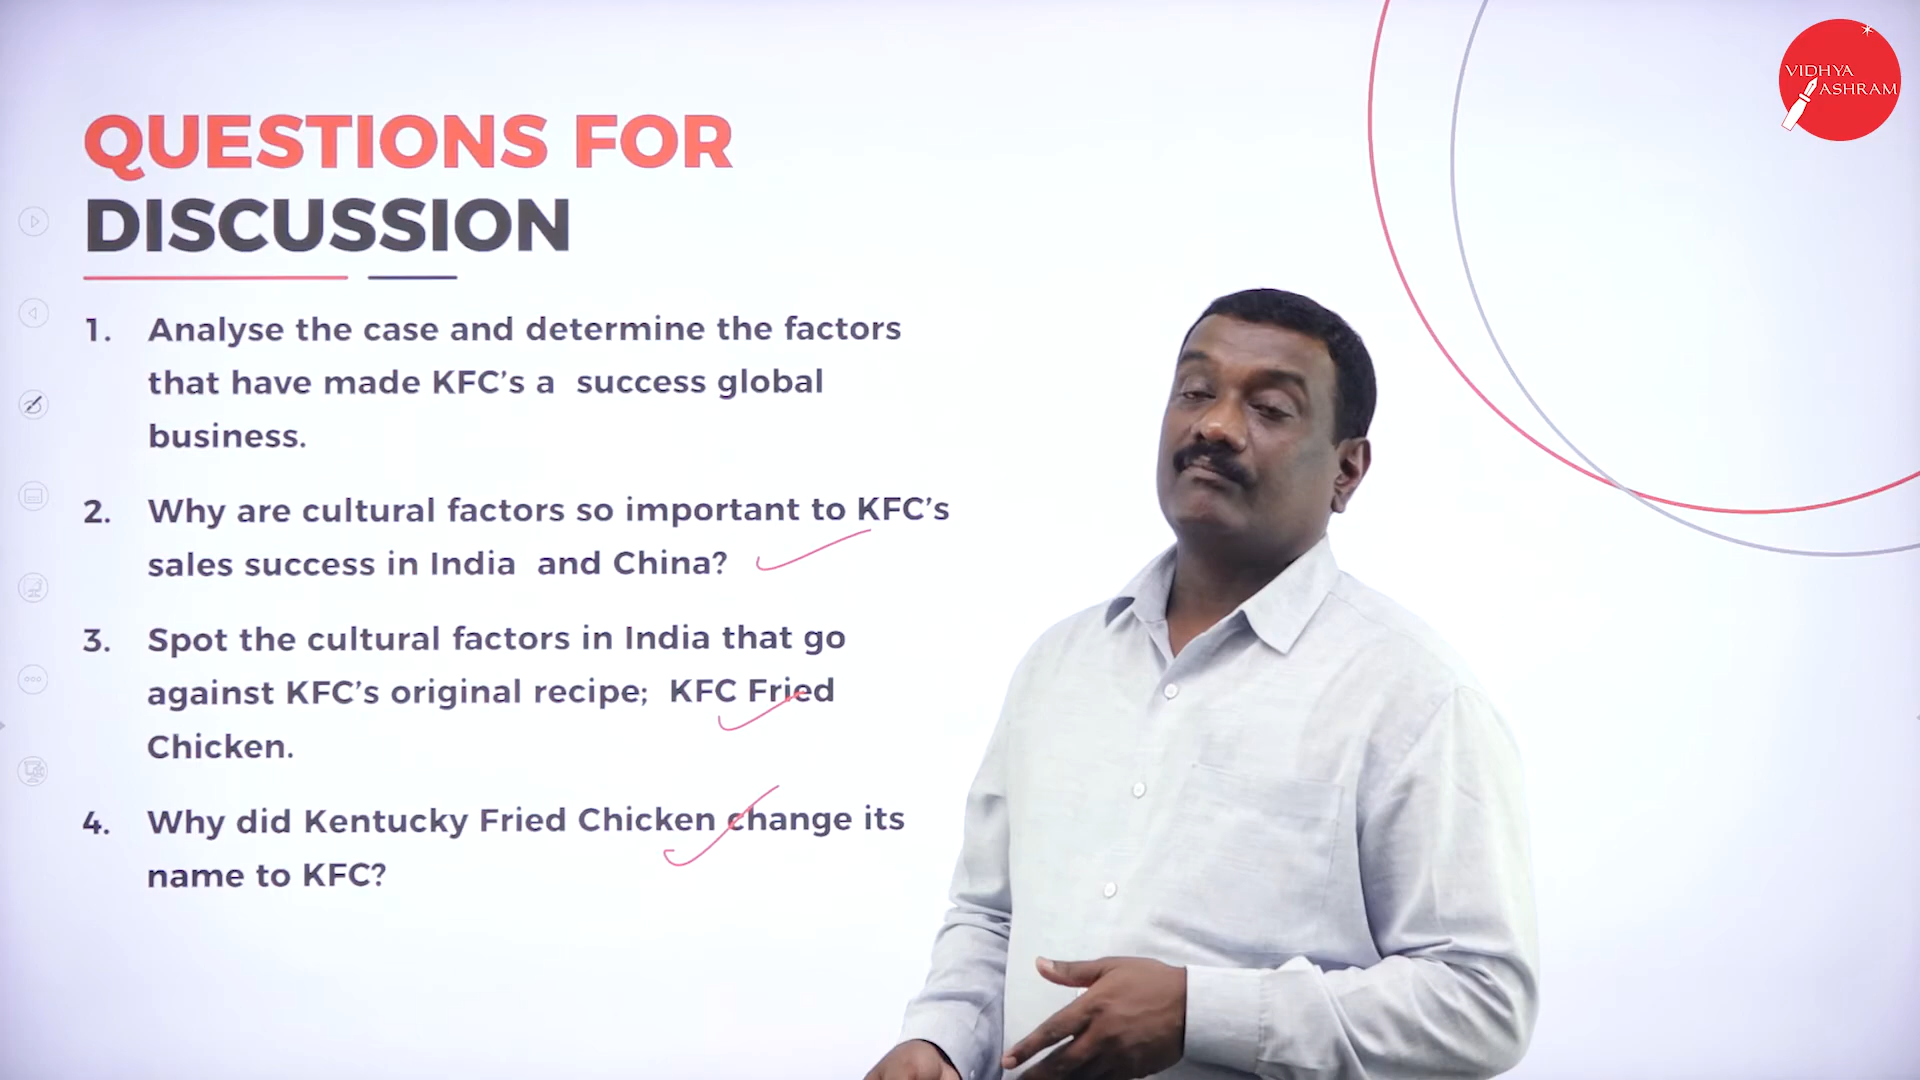 VIDHYA
ASHRAM
QUESTIONS FOR
DISCUSSION
1. Analyse the case and determine the factors
that have made KFC’s a success global
business.
2. Why are cultural factors so important to KFC’s
sales success in India and China?
3. Spot the cultural factors in India that go
against KFC’s original recipe; KFC Fried
Chicken.
4. Why did Kentucky Fried Chicken change its
name to KFC?